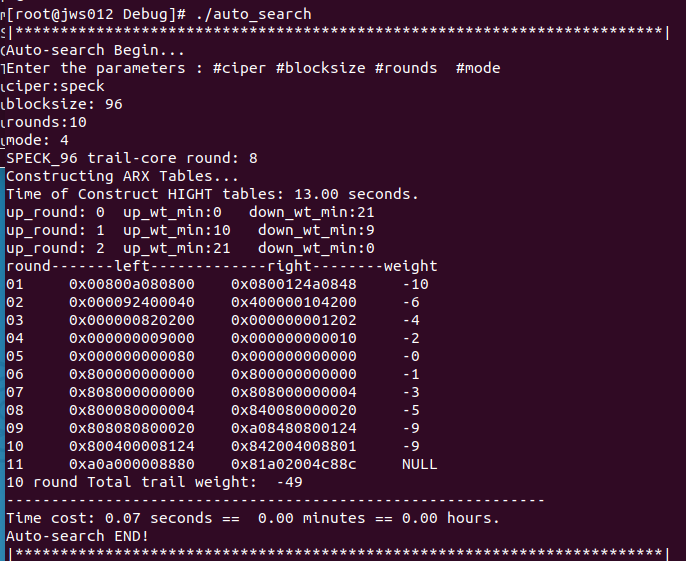 [root@jws012 Debug]# ./auto_search
|************************************************************************|
Auto-search Begin...
Enter the parameters : #ciper #blocksize #rounds  #mode
ciper:speck
blocksize: 96
rounds:10
mode: 4
SPECK_96 trail-core round: 8
Constructing ARX Tables...
Time of Construct HIGHT tables: 13.00 seconds.
up_round: 0  up_wt_min:0   down_wt_min:21
up_round: 1  up_wt_min:10   down_wt_min:9
up_round: 2  up_wt_min:21   down_wt_min:0
round-------left-------------right--------weight
01     0x00800a080800    0x0800124a0848     -10
02     0x000092400040    0x400000104200     -6
03     0x000000820200    0x000000001202     -4
04     0x000000009000    0x000000000010     -2
05     0x000000000080    0x000000000000     -0
06     0x800000000000    0x800000000000     -1
07     0x808000000000    0x808000000004     -3
08     0x800080000004    0x840080000020     -5
09     0x808080800020    0xa08480800124     -9
10     0x800400008124    0x842004008801     -9
11     0xa0a000008880    0x81a02004c88c     NULL
10 round Total trail weight:  -49
------------------------------------------------------------
Time cost: 0.07 seconds ==  0.00 minutes == 0.00 hours.
Auto-search END!
|************************************************************************|